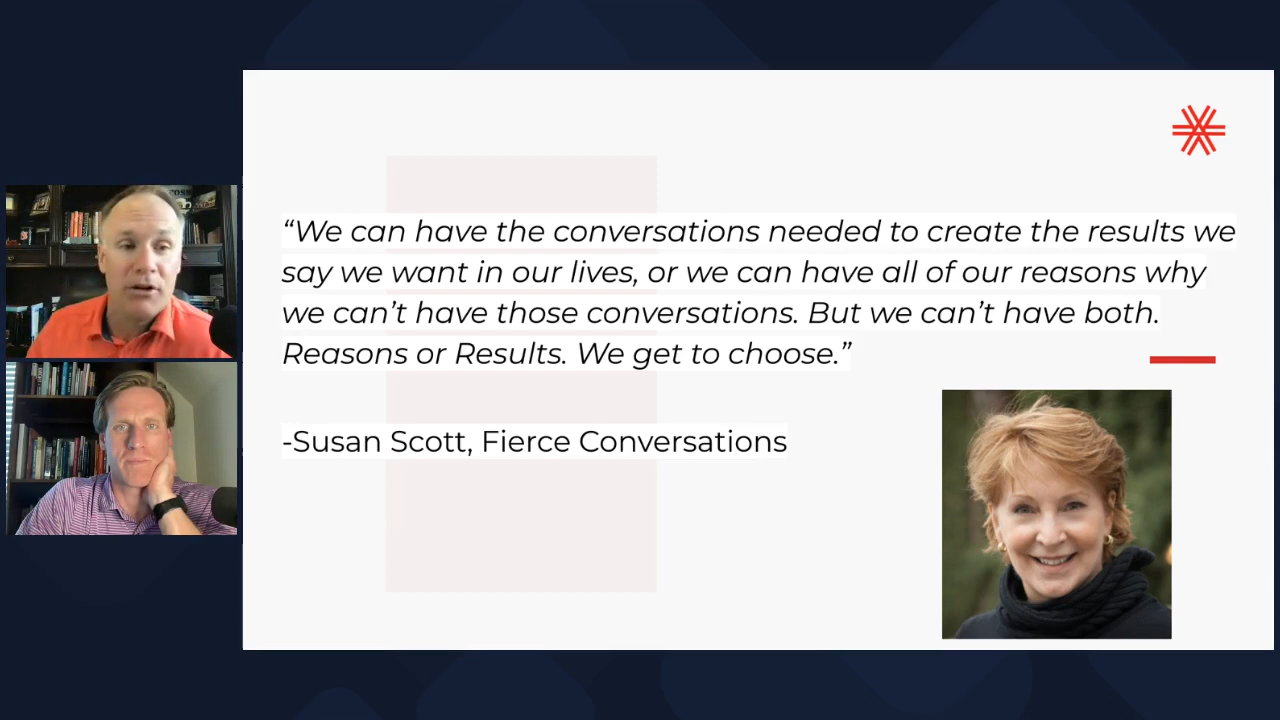 “We can have the conversations needed to create the results we
say we want in our lives, or we can have all of our reasons why
we can’t have those conversations. But we can’t have both.
Reasons or Results. We get to choose.”
-Susan Scott, Fierce Conversations